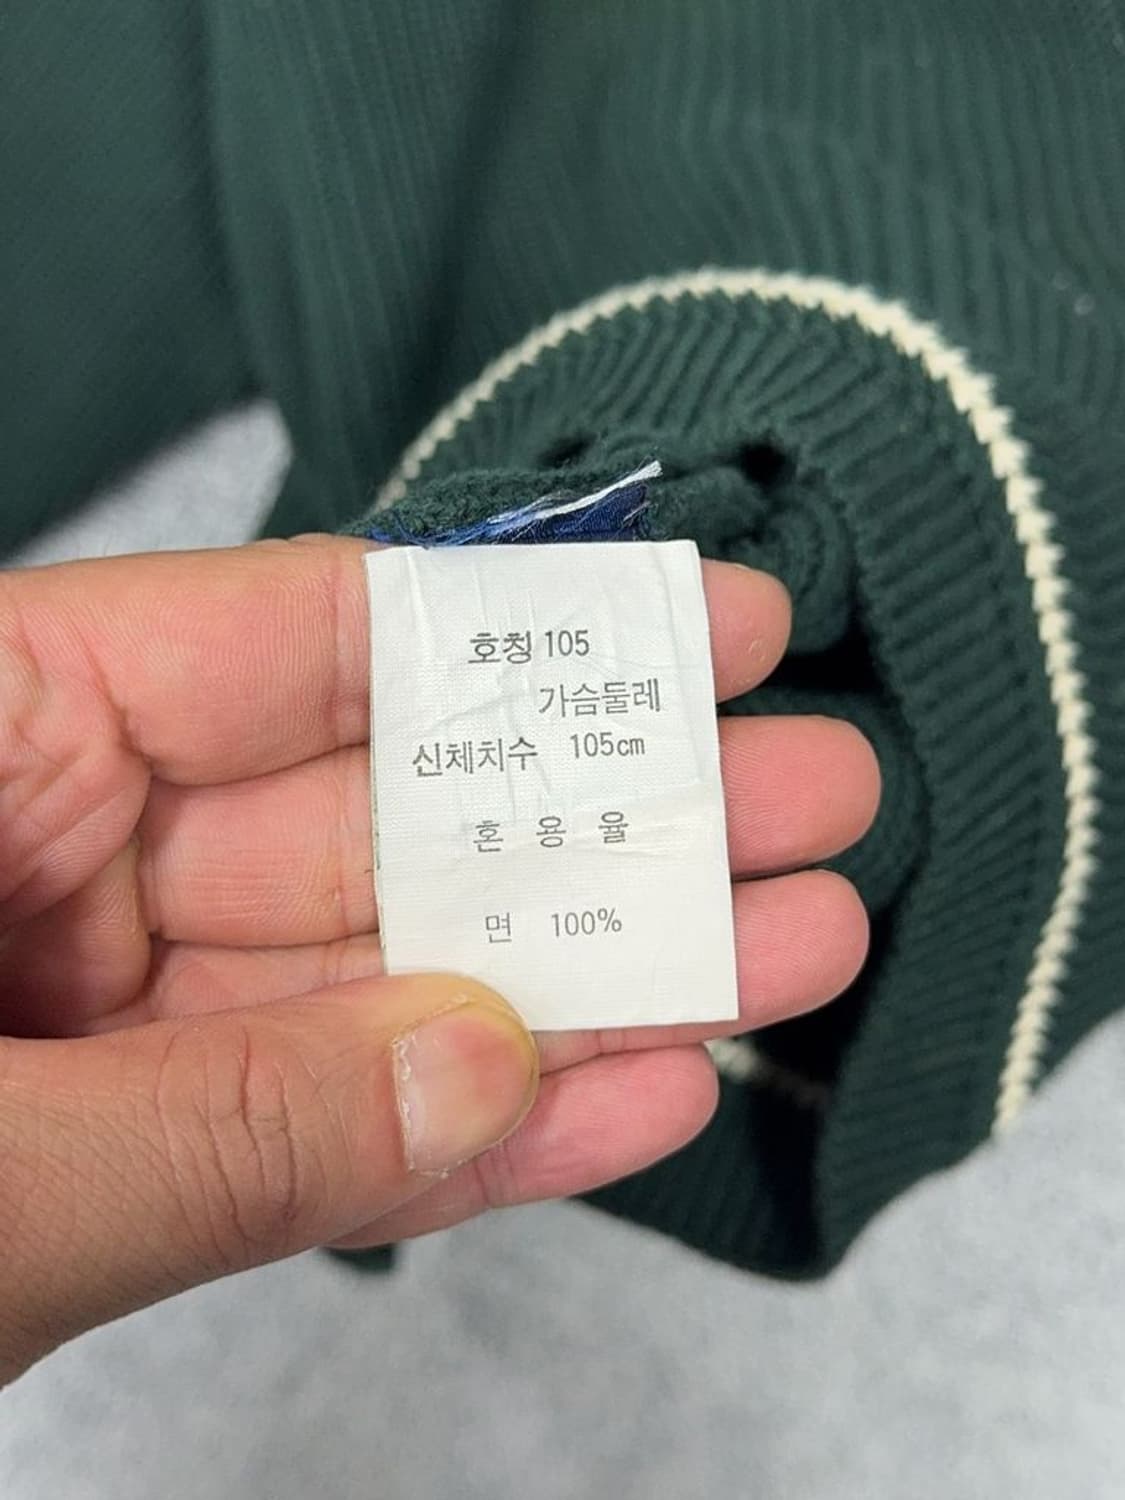 호칭 105
가슴둘레
신체치수 105cm
혼 용 율
면 100%